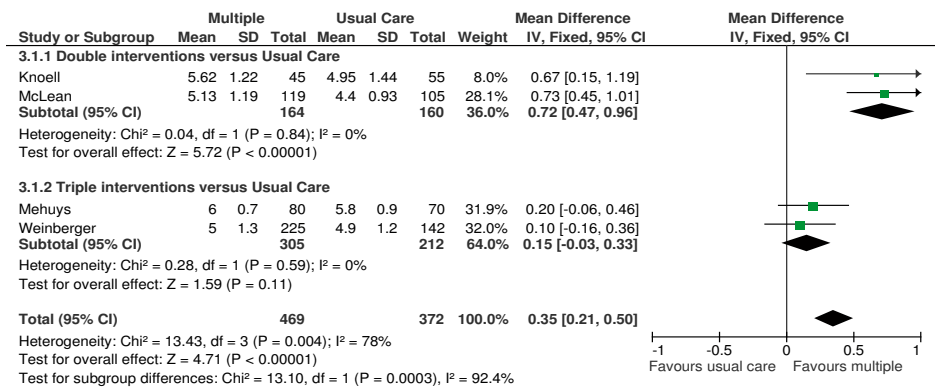 Multiple Usual Care Mean Difference Mean Difference
Study or Subgroup Mean SD Total Mean SD Total Weight IV, Fixed, 95% CI IV, Fixed, 95% CI
3.1.1 Double interventions versus Usual Care
Knoell 5.62 1.22 45 4.95 1.44 55 8.0% 0.67 [0.15, 1.19]
McLean 5.13 1.19 119 4.4 0.93 105 28.1% 0.73 [0.45, 1.01]
Subtotal (95% CI) 164 160 36.0% 0.72 [0.47, 0.96]
Heterogeneity: Chi² = 0.04, df = 1 (P = 0.84); I² = 0%
Test for overall effect: Z = 5.72 (P < 0.00001)
3.1.2 Triple interventions versus Usual Care
Mehuys 6 0.7 80 5.8 0.9 70 31.9% 0.20 [-0.06, 0.46]
Weinberger 5 1.3 225 4.9 1.2 142 32.0% 0.10 [-0.16, 0.36]
Subtotal (95% CI) 305 212 64.0% 0.15 [-0.03, 0.33]
Heterogeneity: Chi² = 0.28, df = 1 (P = 0.59); I² = 0%
Test for overall effect: Z = 1.59 (P = 0.11)
Total (95% CI) 469 372 100.0% 0.35 [0.21, 0.50]
Heterogeneity: Chi² = 13.43, df = 3 (P = 0.004); I² = 78%
Test for overall effect: Z = 4.71 (P < 0.00001)
Test for subgroup differences: Chi² = 13.10, df = 1 (P = 0.0003), I² = 92.4%
-1 -0.5 0 0.5 1
Favours usual care Favours multiple